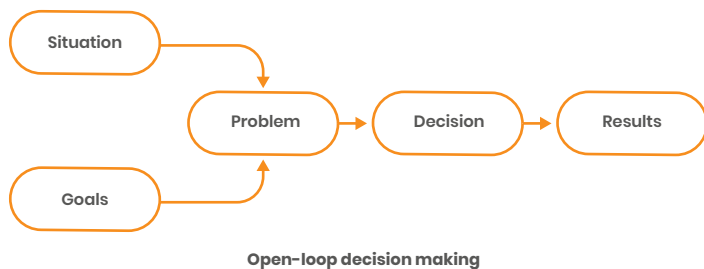 Situation
Problem
Decision
Results
Goals
Open-loop decision making